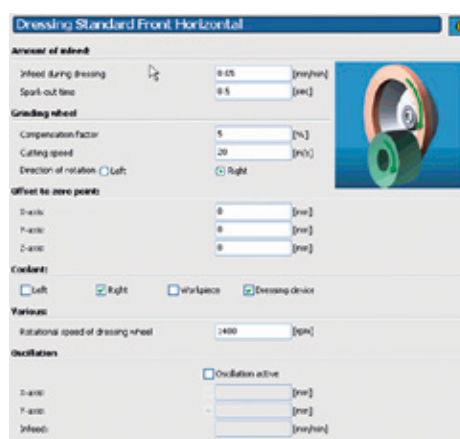 Dressing Standard Front Horizontal
Amount of infeed:
Infeed during dressing 0.05 [mm/min]
Spark-out time 0.5 [sec]
Grinding wheel
Compensation factor 5 [%]
Cutting speed 20 [m/s]
Direction of rotation Left Right
Offset to zero point:
X-axis: 0 [mm]
Y-axis: 0 [mm]
Z-axis: 0 [mm]
Coolant:
Left Right Workpiece Dressing device
Various:
Rotational speed of dressing wheel 1400 [rpm]
Oscillation
Oscillation active
X-axis: [mm]
Y-axis: [mm]
Infeed: [mm/min]